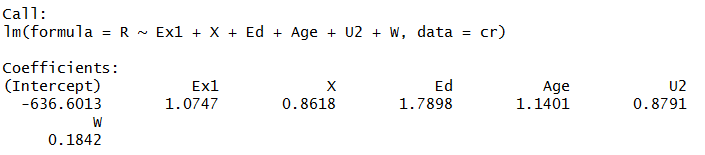 Call:
lm(formula = R ~ Ex1 + X + Ed + Age + U2 + W, data = cr)
Coefficients:
(Intercept)          Ex1            X           Ed          Age           U2
  -636.6013       1.0747       0.8618       1.7898       1.1401       0.8791
          W
     0.1842